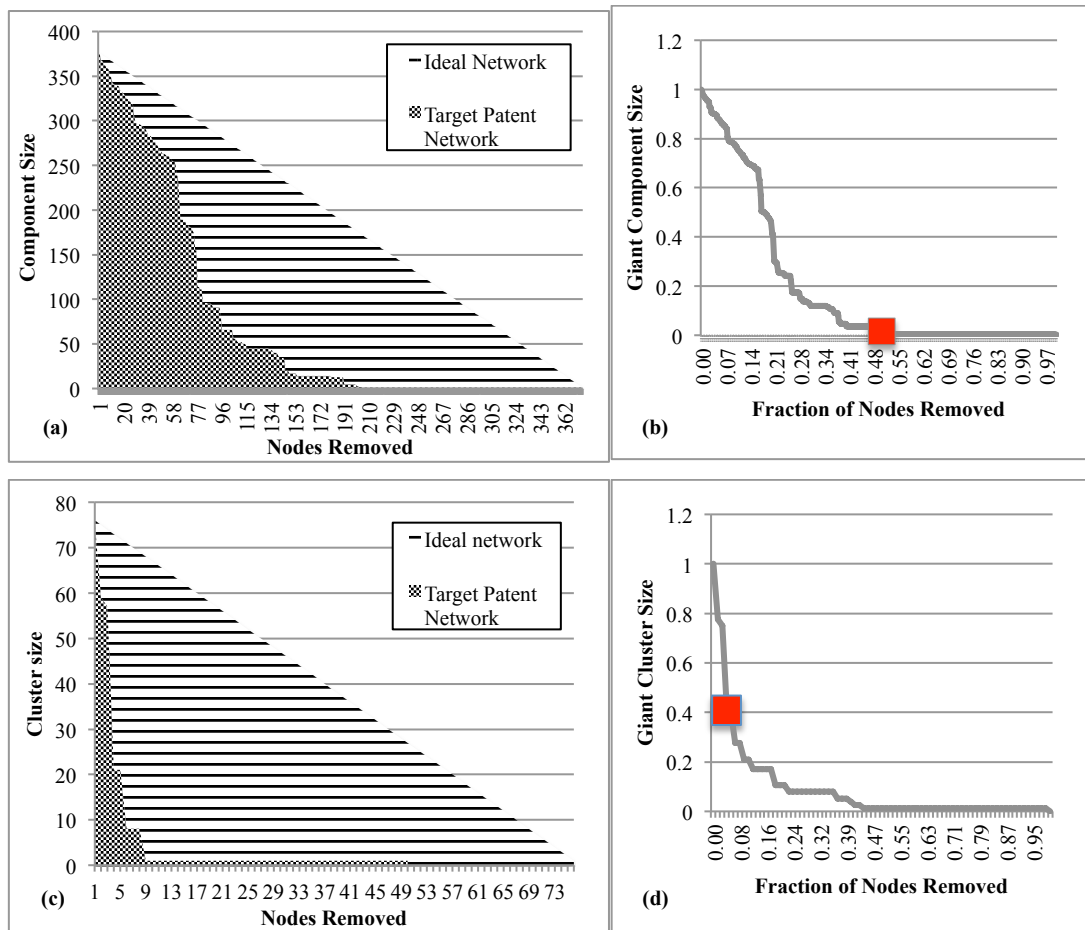 400
350
300
250
200
150
100
50
0
Component Size
Ideal Network
Target Patent
Network
1 20 39 58 77 96 115 134 153 172 191 210 229 248 267 286 305 324 343 362
(a)
Nodes Removed
1.2
1
0.8
0.6
0.4
0.2
0
Giant Component Size
0.00 0.07 0.14 0.21 0.28 0.34 0.41 0.48 0.55 0.62 0.69 0.76 0.83 0.90 0.97
Fraction of Nodes Removed
(b)
80
70
60
50
40
30
20
10
0
Cluster size
Ideal network
Target Patent
Network
1 5 9 13 17 21 25 29 33 37 41 45 49 53 57 61 65 69 73
(c)
Nodes Removed
1.2
1
0.8
0.6
0.4
0.2
0
Giant Cluster Size
0.00 0.08 0.16 0.24 0.32 0.39 0.47 0.55 0.63 0.71 0.79 0.87 0.95
(d)
Fraction of Nodes Removed